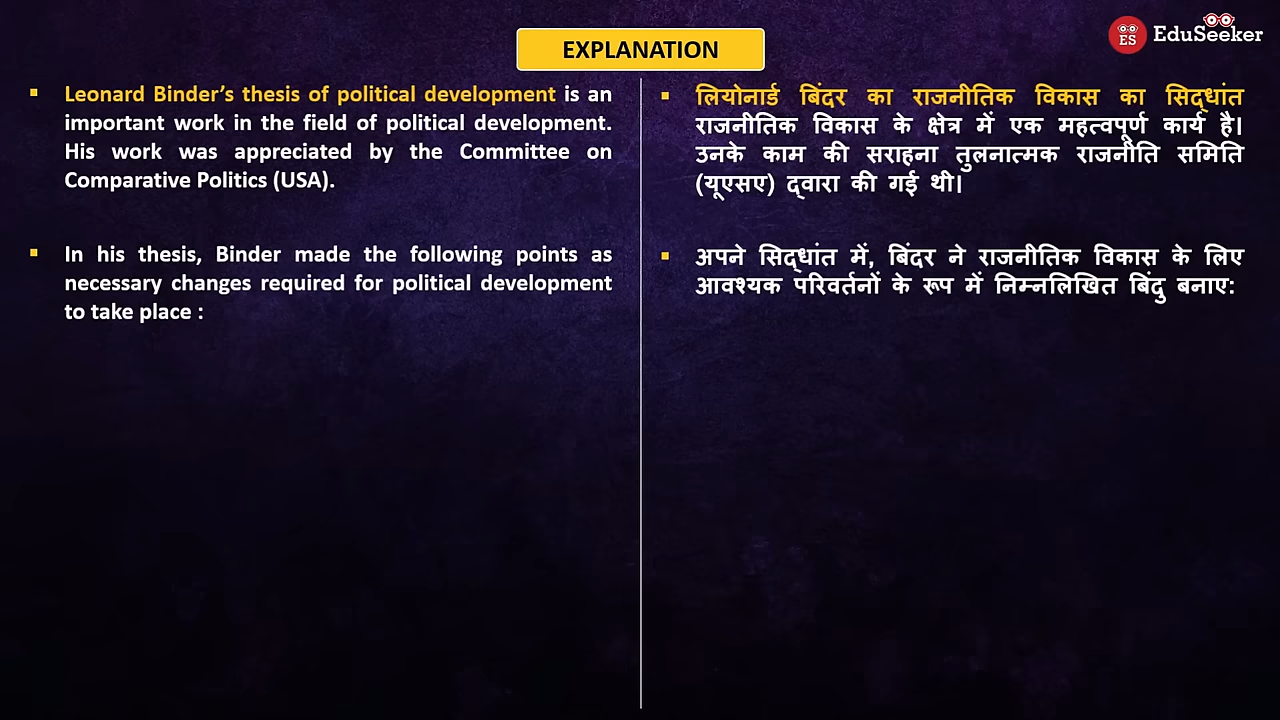 EXPLANATION
ES EduSeeker
▪ Leonard Binder’s thesis of political development is an
important work in the field of political development.
His work was appreciated by the Committee on
Comparative Politics (USA).
▪ In his thesis, Binder made the following points as
necessary changes required for political development
to take place :
▪ लियोनार्ड बिंदर का राजनीतिक विकास का सिद्धांत
राजनीतिक विकास के क्षेत्र में एक महत्वपूर्ण कार्य है।
उनके काम की सराहना तुलनात्मक राजनीति समिति
(यूएसए) द्वारा की गई थी।
▪ अपने सिद्धांत में, बिंदर ने राजनीतिक विकास के लिए
आवश्यक परिवर्तनों के रूप में निम्नलिखित बिंदु बनाए: